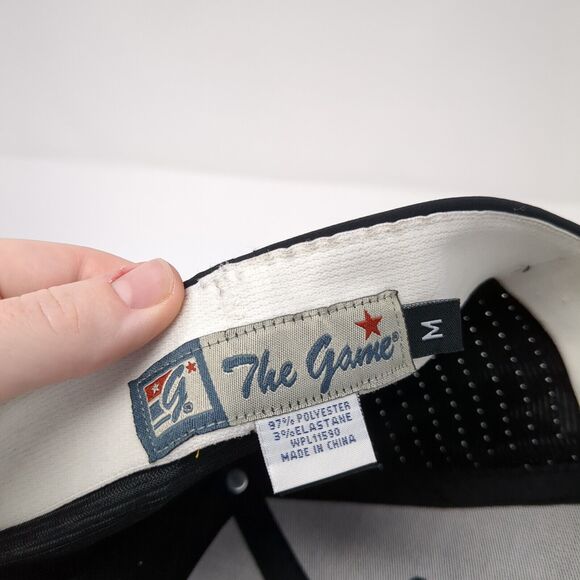 G®
The Game®
M
97% POLYESTER
3% ELASTANE
WPL11590
MADE IN CHINA